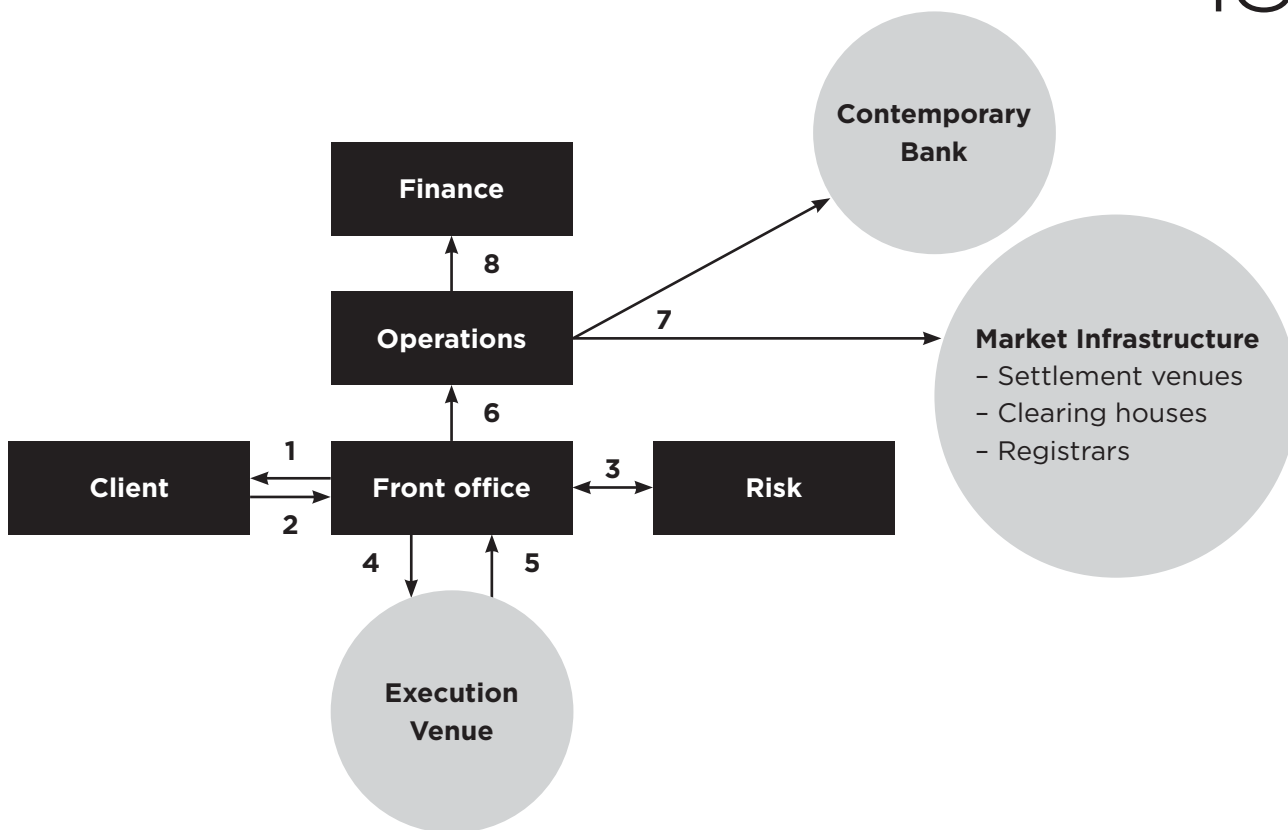 Contemporary
Bank
Finance
8
Operations
7
Market Infrastructure
– Settlement venues
– Clearing houses
– Registrars
6
1
Client
Front office
3
Risk
2
4
5
Execution
Venue